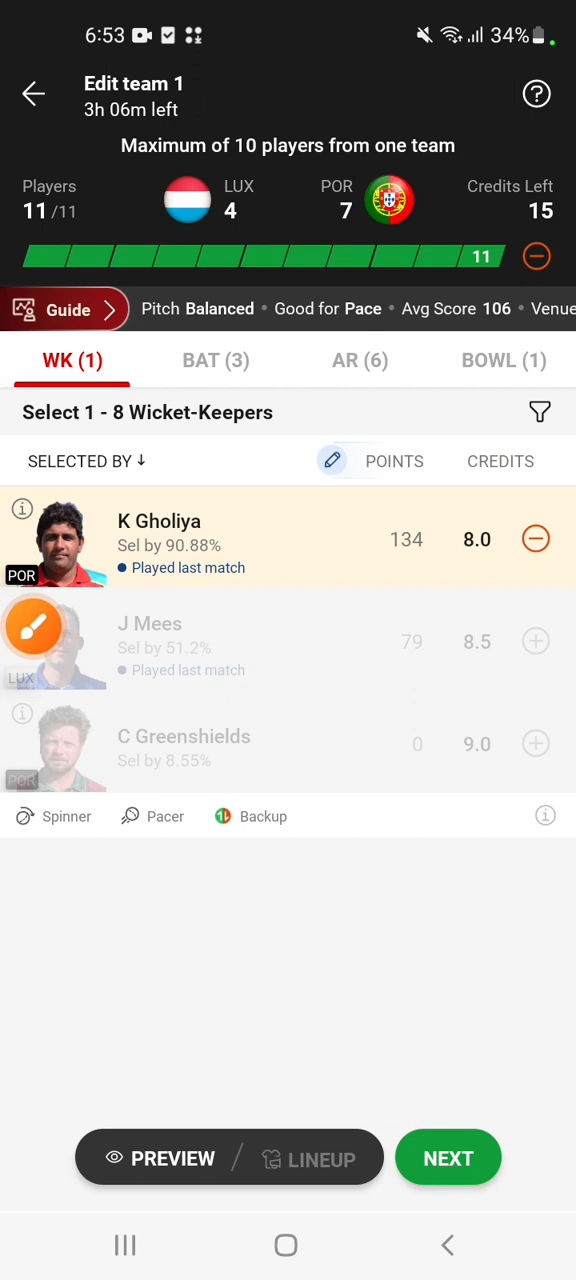 6:53
34%
Edit team 1
3h 06m left
Maximum of 10 players from one team
Players
11/11
LUX
4
POR
7
Credits Left
15
11
Guide
Pitch Balanced • Good for Pace • Avg Score 106 • Venue
WK (1)
BAT (3)
AR (6)
BOWL (1)
Select 1 - 8 Wicket-Keepers
SELECTED BY ↓
POINTS
CREDITS
K Gholiya
Sel by 90.88%
Played last match
134
8.0
POR
J Mees
Sel by 51.2%
Played last match
79
8.5
LUX
C Greenshields
Sel by 8.55%
0
9.0
POR
Spinner
Pacer
Backup
PREVIEW / LINEUP
NEXT